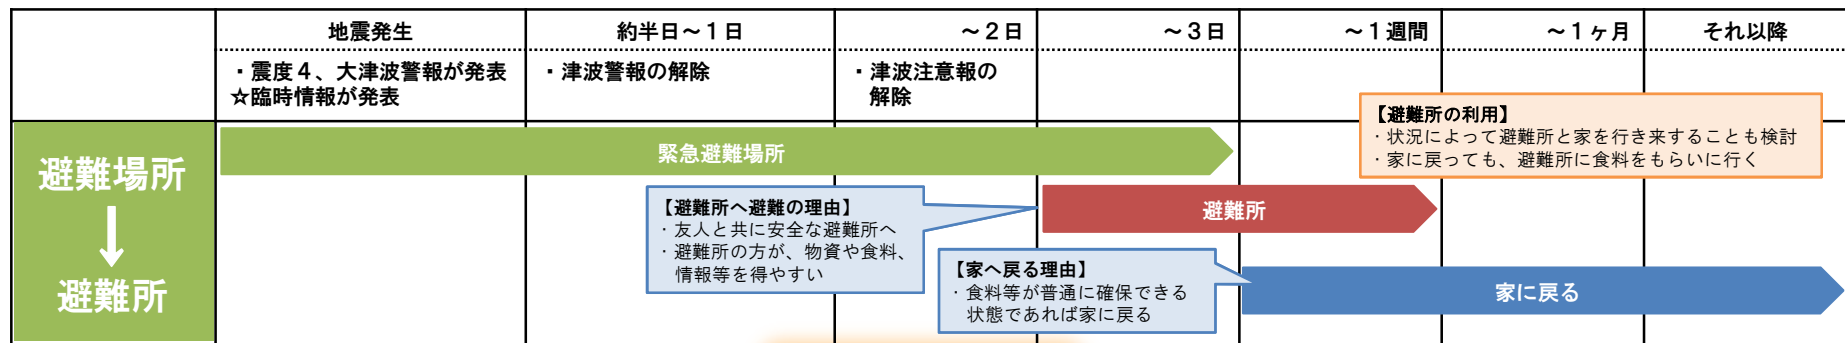 地震発生
約半日～１日
～２日
～３日
～１週間
～１ヶ月
それ以降
・震度４、大津波警報が発表
☆臨時情報が発表
・津波警報の解除
・津波注意報の
解除
避難場所
避難所
緊急避難場所
【避難所の利用】
・状況によって避難所と家を行き来することも検討
・家に戻っても、避難所に食料をもらいに行く
【避難所へ避難の理由】
・友人と共に安全な避難所へ
・避難所の方が、物資や食料、
情報等を得やすい
避難所
【家へ戻る理由】
・食料等が普通に確保できる
状態であれば家に戻る
家に戻る